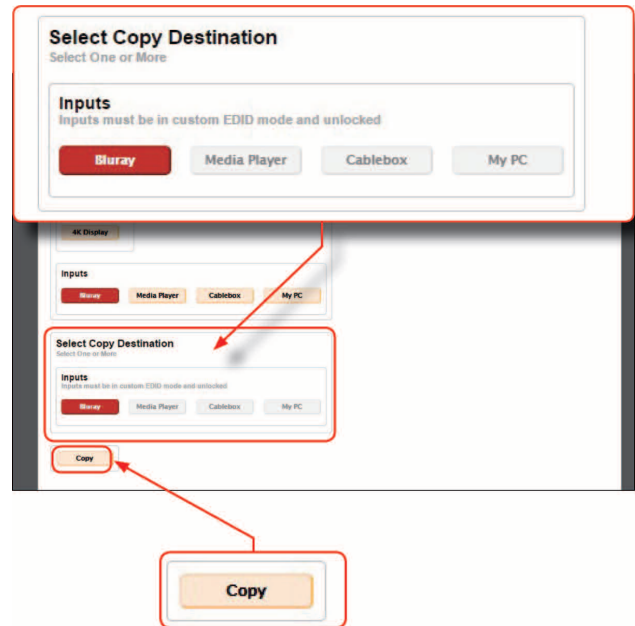 Select Copy Destination
Select One or More
Inputs
Inputs must be in custom EDID mode and unlocked
Bluray Media Player Cablebox My PC
4K Display
Inputs
Bluray Media Player Cablebox My PC
Select Copy Destination
Select One or More
Inputs
Inputs must be in custom EDID mode and unlocked
Bluray Media Player Cablebox My PC
Copy
Copy